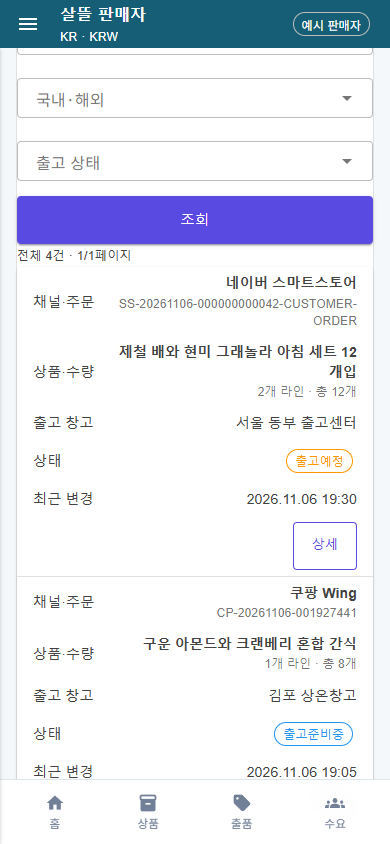 살뜰 판매자
KR · KRW
예시 판매자
국내·해외
출고 상태
조회
전체 4건 · 1/1페이지
채널·주문
네이버 스마트스토어
SS-20261106-000000000042-CUSTOMER-
ORDER
상품·수량
제철 배와 현미 그래놀라 아침 세트 12
개입
2개 라인 · 총 12개
출고 창고
서울 동부 출고센터
상태
출고예정
최근 변경
2026.11.06 19:30
상세
채널·주문
쿠팡 Wing
CP-20261106-001927441
상품·수량
구운 아몬드와 크랜베리 혼합 간식
1개 라인 · 총 8개
출고 창고
김포 상온창고
상태
출고준비중
최근 변경
2026.11.06 19:05
홈
상품
출품
수요